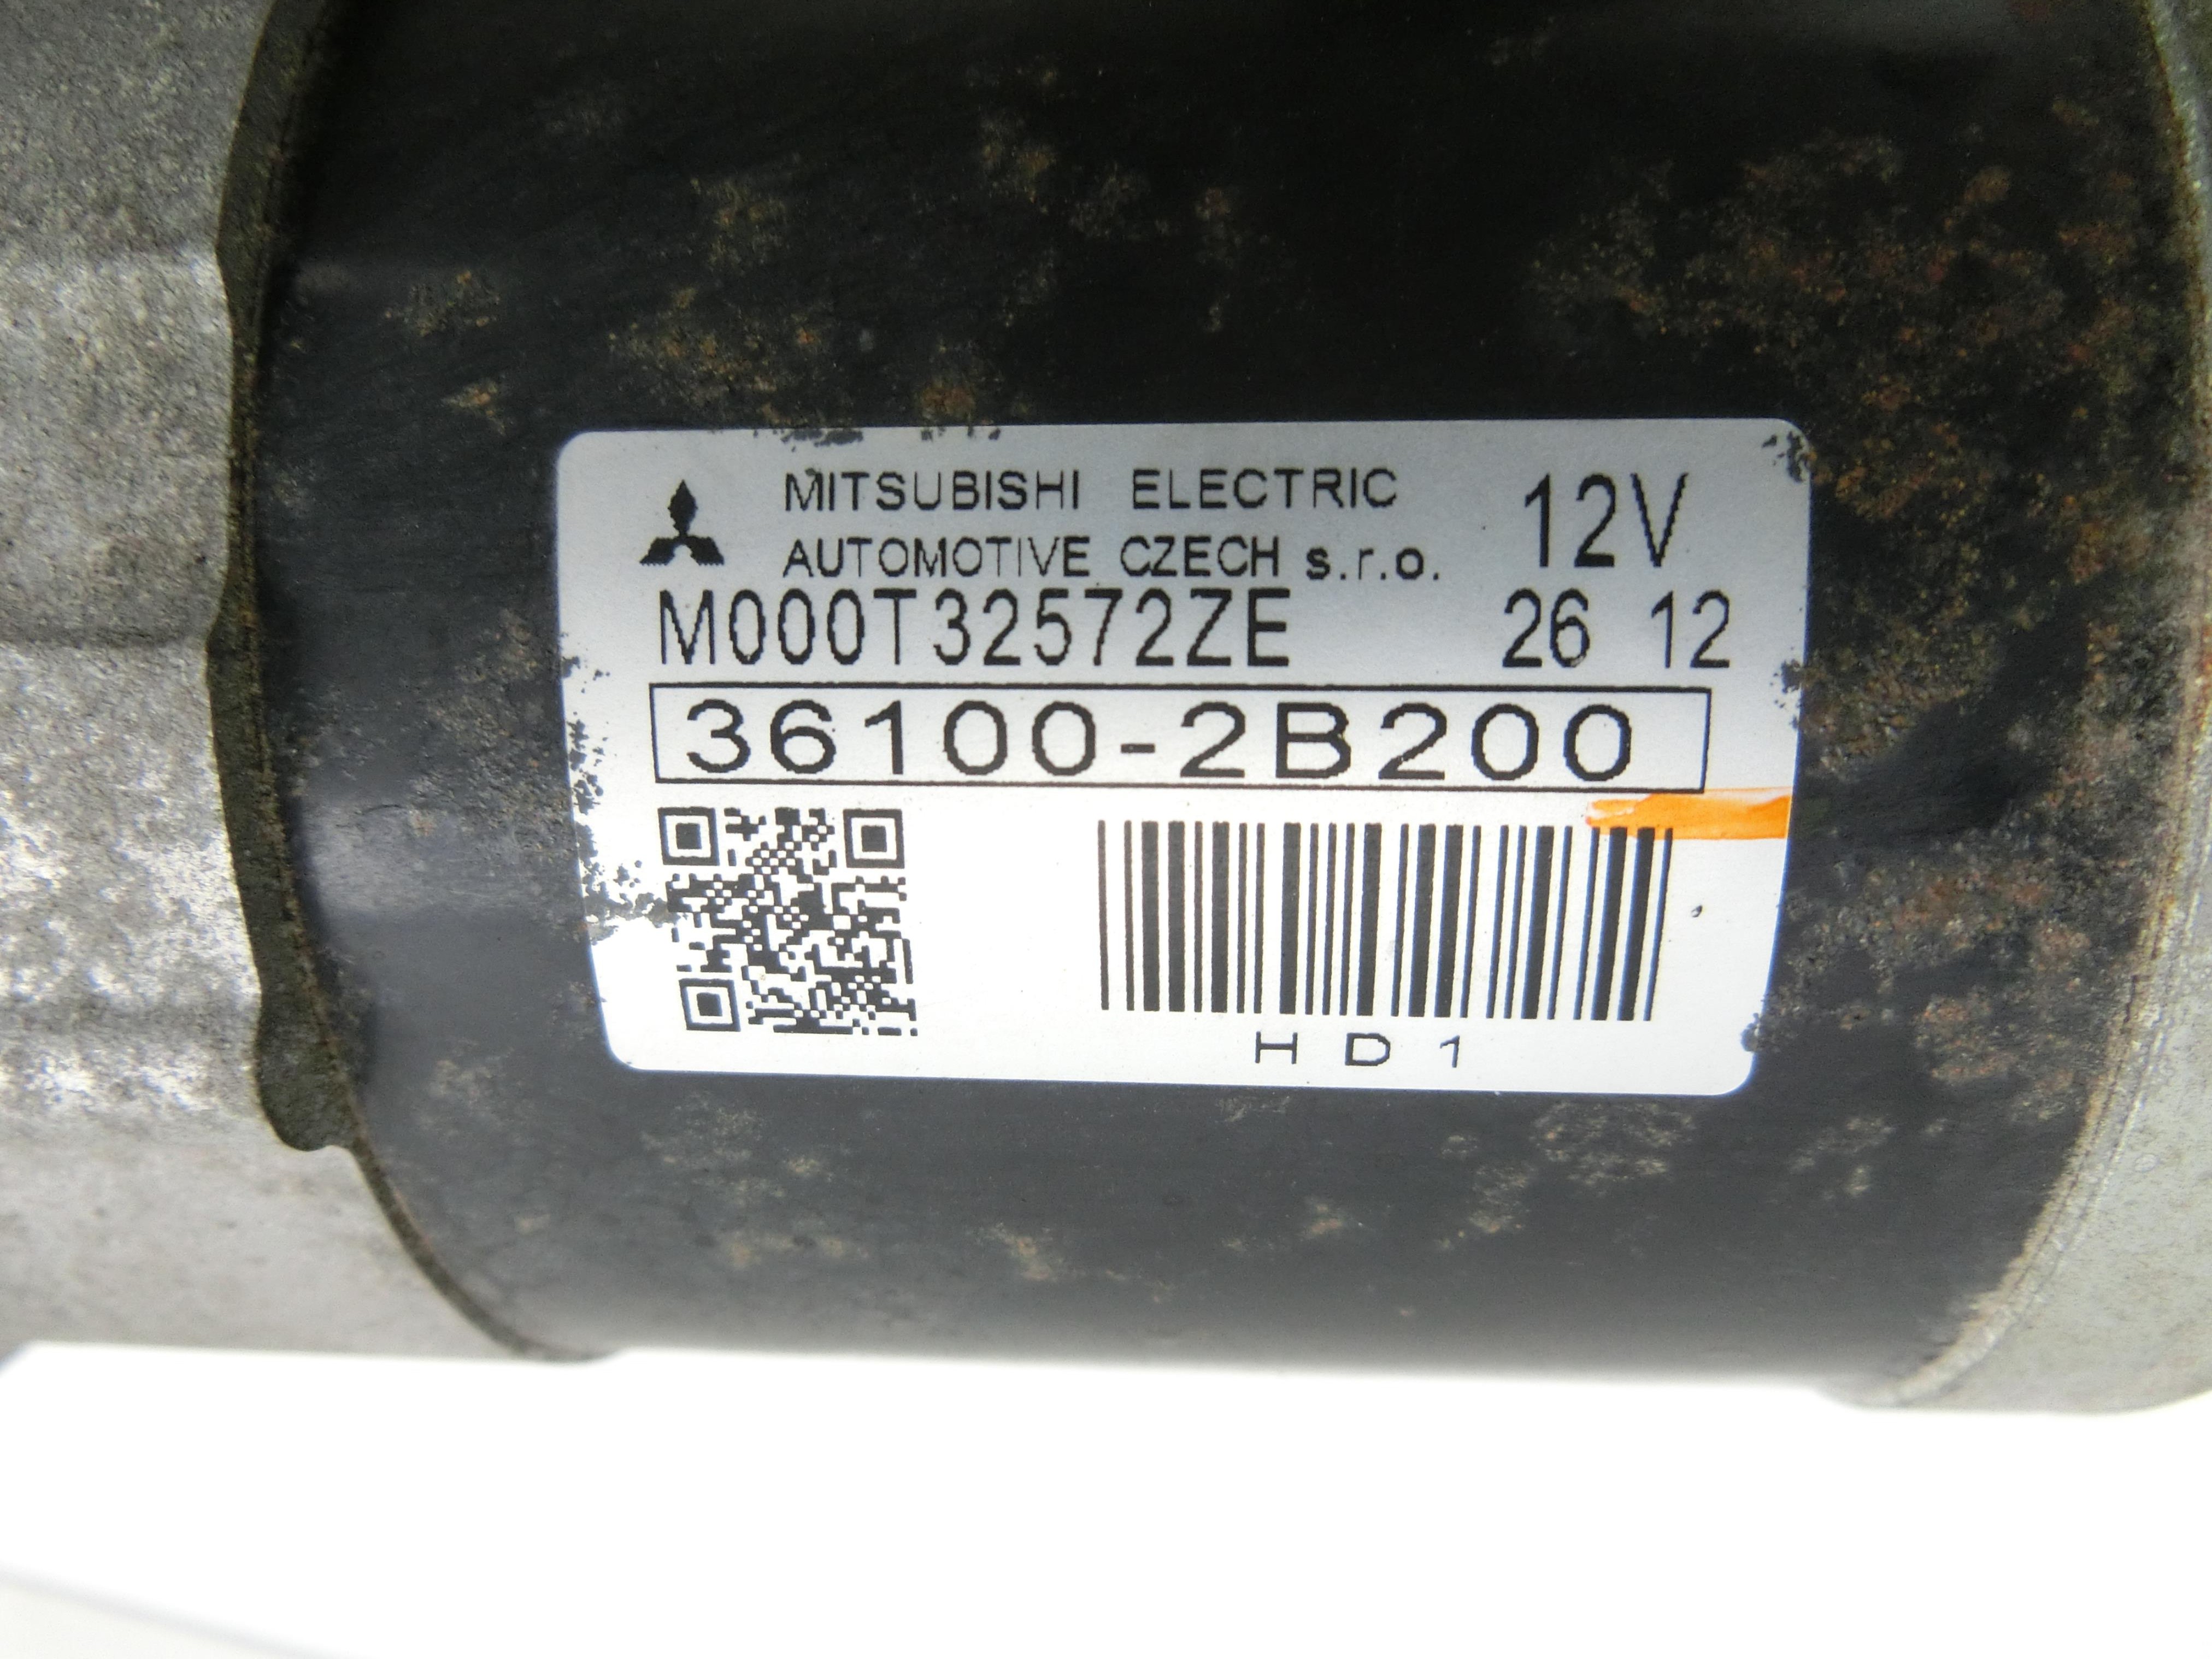 MITSUBISHI ELECTRIC 12V
AUTOMOTIVE CZECH s.r.o.
M000T32572ZE 26 12
36100-2B200
HD1